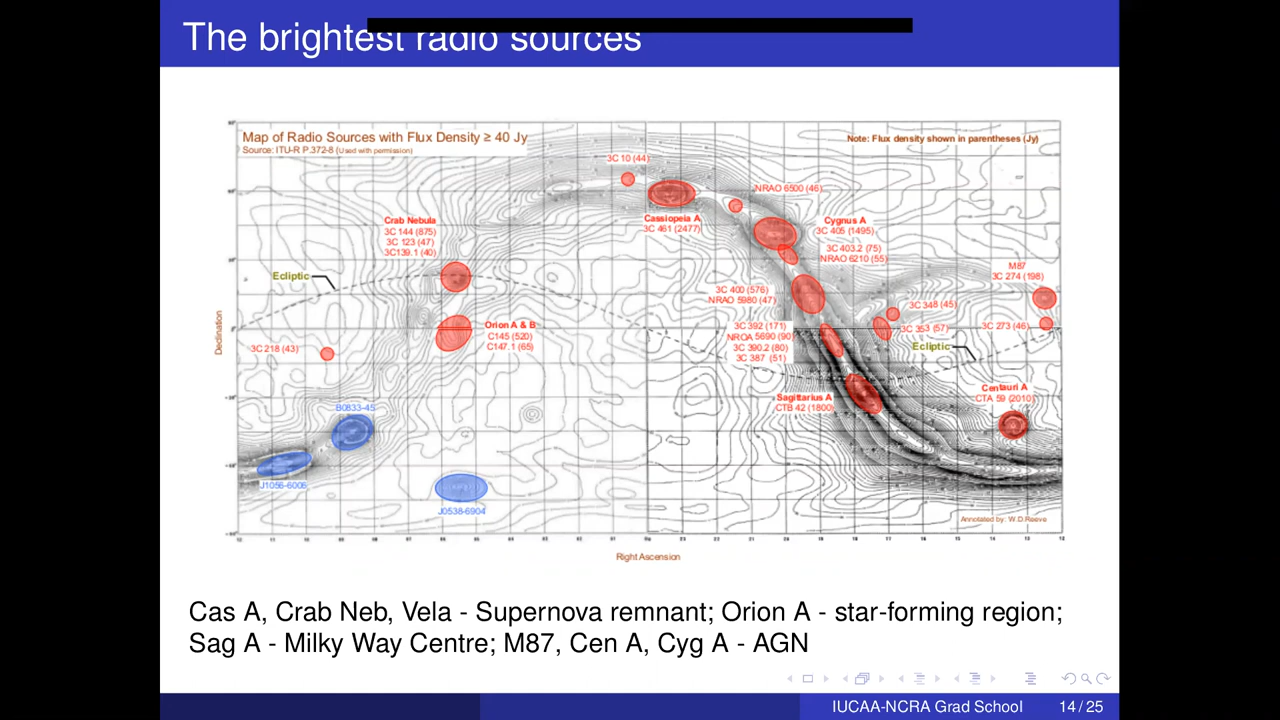 The brightest radio sources
Map of Radio Sources with Flux Density ≥ 40 Jy
Source: ITU-R P.372-8 (Used with permission)
Note: Flux density shown in parentheses (Jy)
3C 10 (44)
NRAO 6500 (46)
Cassiopeia A
3C 461 (2477)
Crab Nebula
3C 144 (875)
3C 123 (47)
3C139.1 (40)
Cygnus A
3C 405 (1495)
3C 403.2 (75)
NRAO 6210 (55)
M87
3C 274 (198)
Ecliptic
3C 400 (576)
NRAO 5980 (47)
3C 348 (45)
Orion A & B
C145 (520)
C147.1 (65)
3C 392 (171)
NROA 5690 (90)
3C 390.2 (80)
3C 387 (51)
3C 353 (57)
3C 273 (46)
3C 218 (43)
Ecliptic
Declination
Sagittarius A
CTB 42 (1800)
Centauri A
CTA 59 (2010)
B0833-45
J1056-6006
J0538-6904
Annotated by: W.D.Reeve
Right Ascension
Cas A, Crab Neb, Vela - Supernova remnant; Orion A - star-forming region;
Sag A - Milky Way Centre; M87, Cen A, Cyg A - AGN
IUCAA-NCRA Grad School 14 / 25